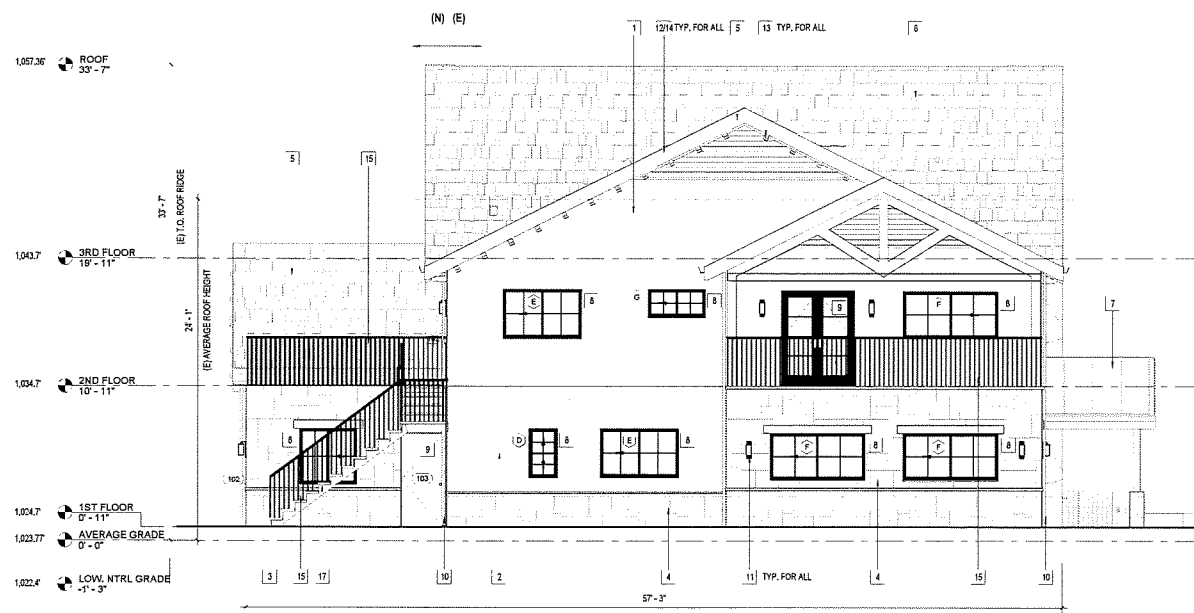 (N) (E)
1 12/14 TYP. FOR ALL 5 13 TYP. FOR ALL 6
1,057.36' ROOF
33' - 7"
5 15
33' - 7"
(E) T.O. ROOF RIDGE
24' - 1"
(E) AVERAGE ROOF HEIGHT
1,043.7' 3RD FLOOR
19' - 11"
E 8 G 8 9 F 8 7
1,034.7' 2ND FLOOR
10' - 11"
8 9 D 8 E 8 F 8 F 8
102 103
1,024.7' 1ST FLOOR
0' - 11"
1,023.77' AVERAGE GRADE
0' - 0"
1,022.4' LOW. NTRL GRADE
-1' - 3"
3 15 17 10 2 4 11 TYP. FOR ALL 4 15 10
57' - 3"